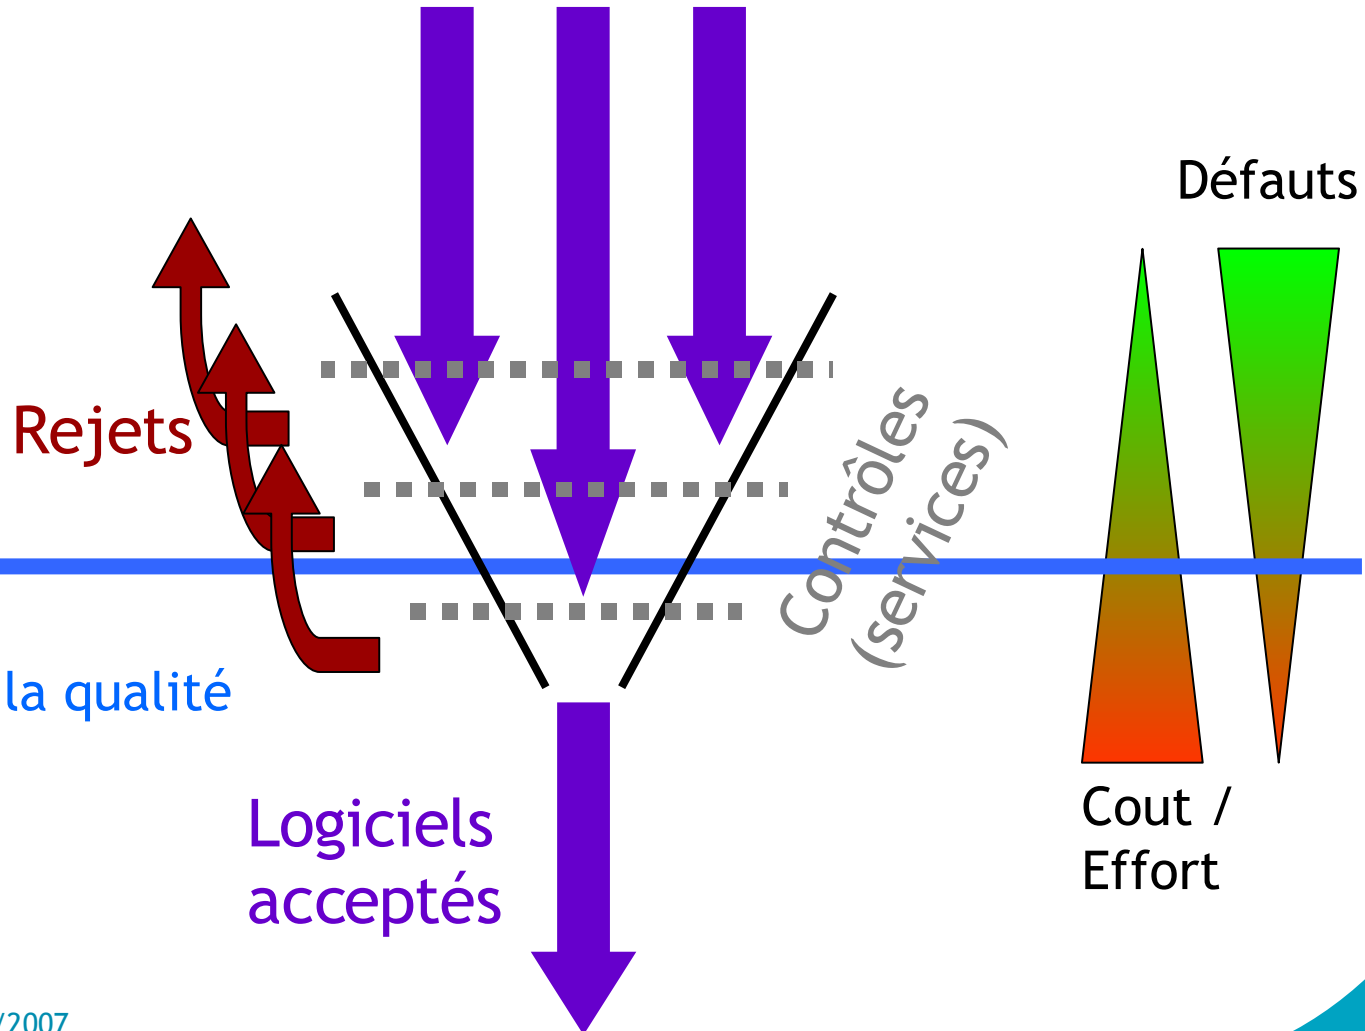 Défauts
Rejets
Contrôles
(services)
la qualité
Cout /
Effort
Logiciels
acceptés
/2007